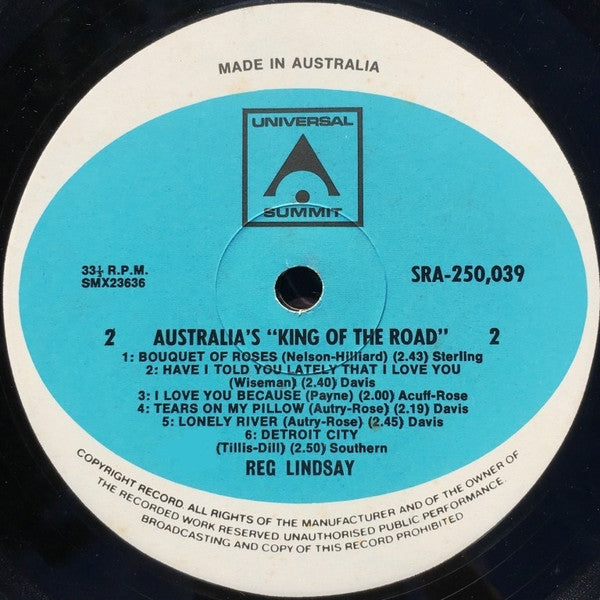 MADE IN AUSTRALIA
UNIVERSAL
SUMMIT
33⅓ R.P.M.
SMX23636
SRA-250,039
2 AUSTRALIA'S "KING OF THE ROAD" 2
1: BOUQUET OF ROSES (Nelson-Hilliard) (2.43) Sterling
2: HAVE I TOLD YOU LATELY THAT I LOVE YOU
(Wiseman) (2.40) Davis
3: I LOVE YOU BECAUSE (Payne) (2.00) Acuff-Rose
4: TEARS ON MY PILLOW (Autry-Rose) (2.19) Davis
5: LONELY RIVER (Autry-Rose) (2.45) Davis
6: DETROIT CITY
(Tillis-Dill) (2.50) Southern
REG LINDSAY
COPYRIGHT RECORD. ALL RIGHTS OF THE MANUFACTURER AND OF THE OWNER OF
THE RECORDED WORK RESERVED UNAUTHORISED PUBLIC PERFORMANCE.
BROADCASTING AND COPY OF THIS RECORD PROHIBITED